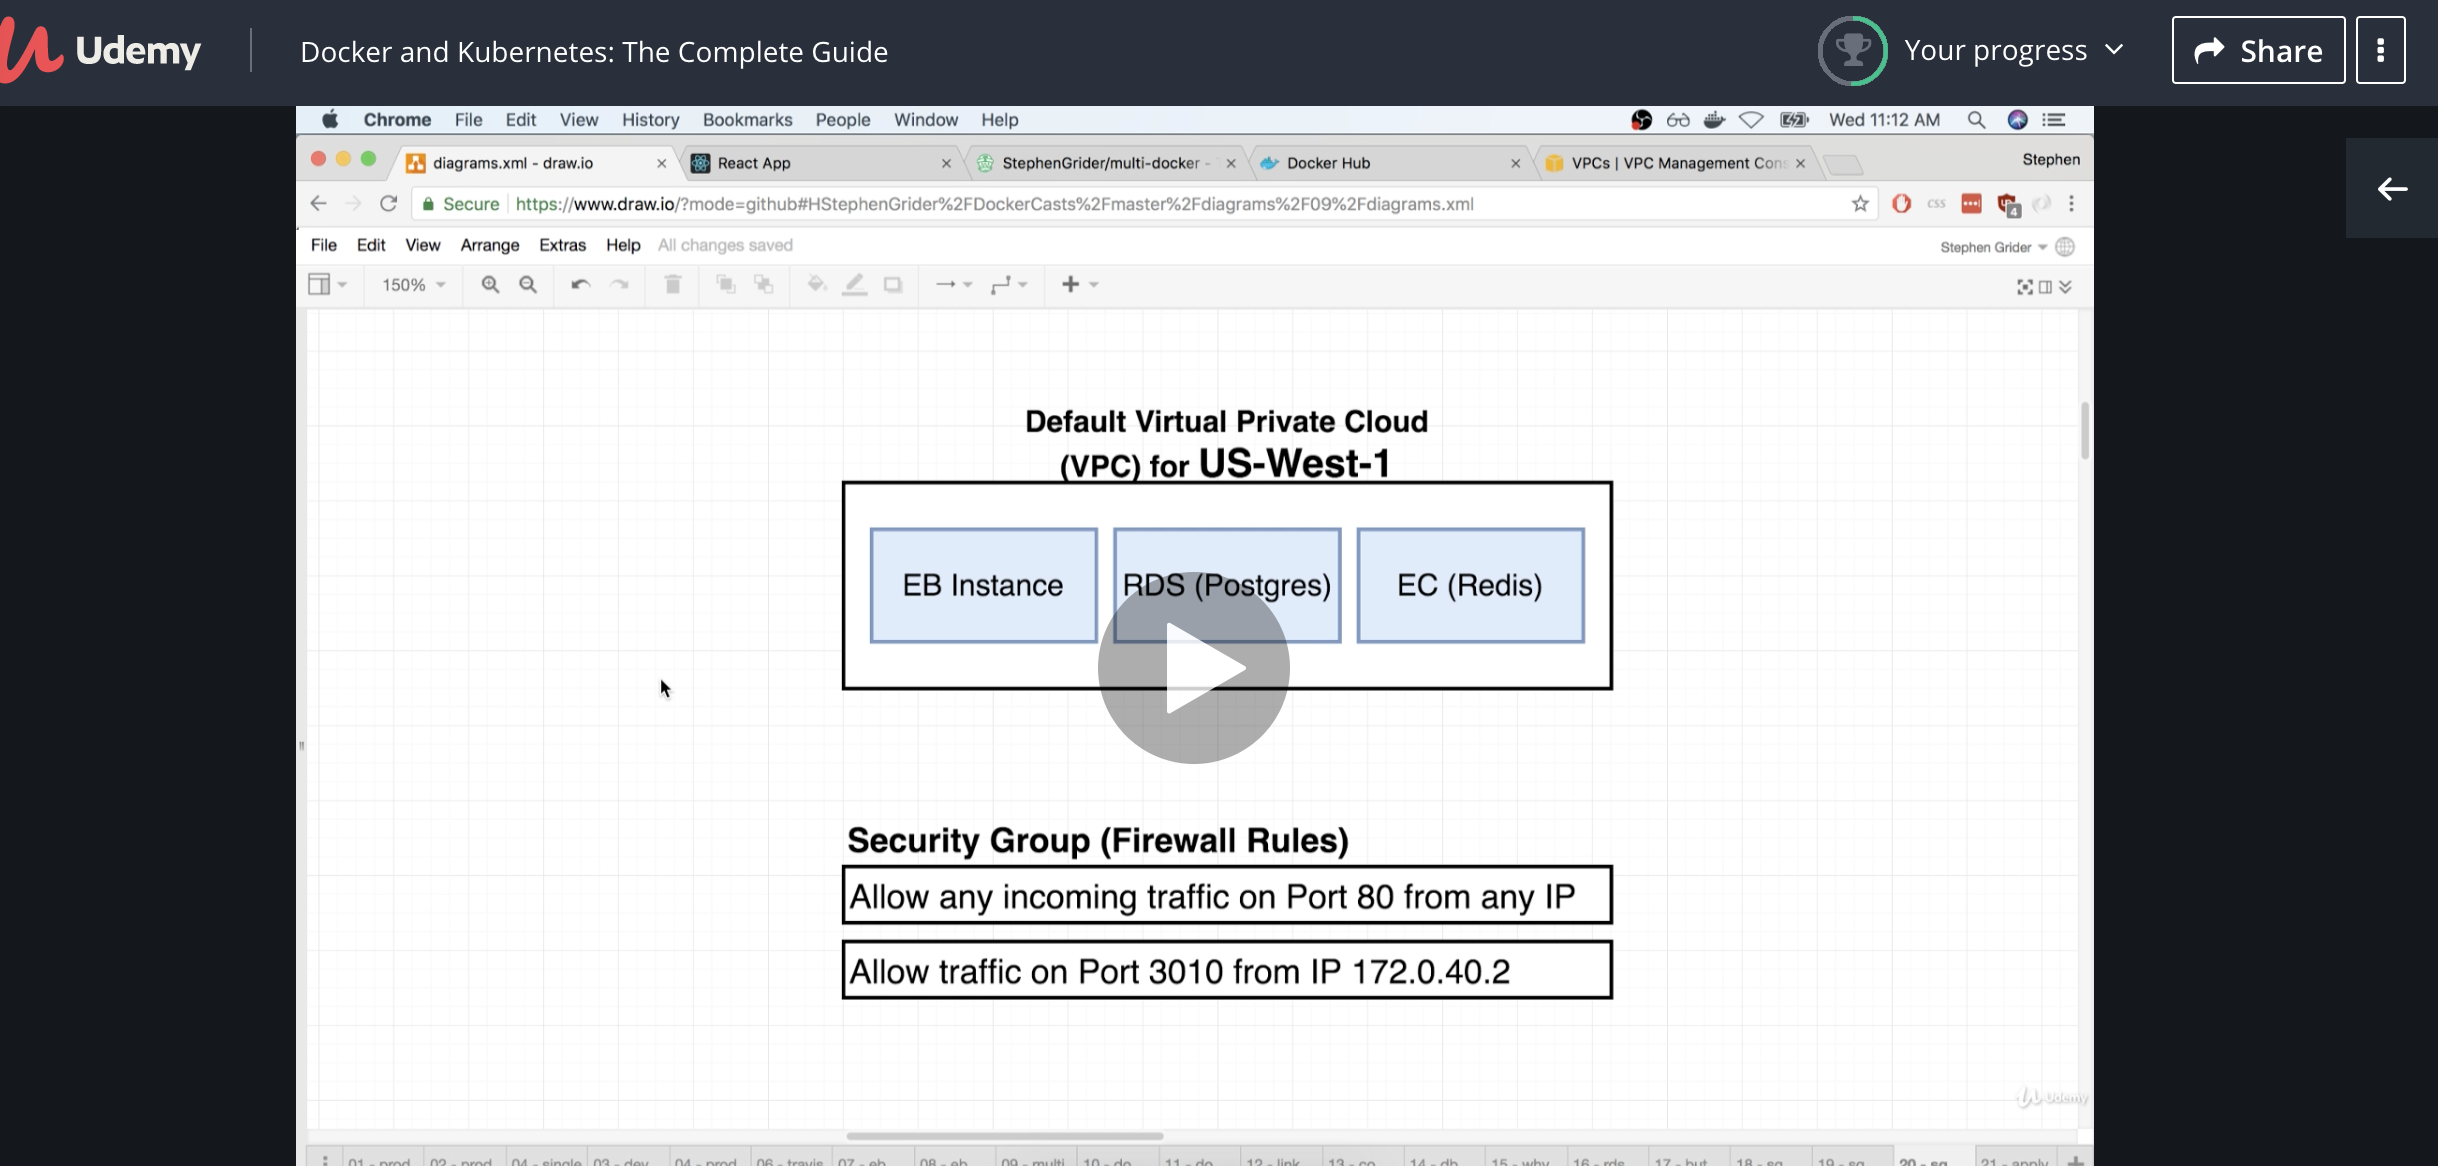 Udemy
Docker and Kubernetes: The Complete Guide
Your progress
Share
Chrome File Edit View History Bookmarks People Window Help
Wed 11:12 AM
diagrams.xml - draw.io
React App
StephenGrider/multi-docker -
Docker Hub
VPCs | VPC Management Cons
Stephen
Secure
https://www.draw.io/?mode=github#HStephenGrider%2FDockerCasts%2Fmaster%2Fdiagrams%2F09%2Fdiagrams.xml
css
4
File Edit View Arrange Extras Help All changes saved
Stephen Grider
150%
Default Virtual Private Cloud
(VPC) for US-West-1
EB Instance
RDS (Postgres)
EC (Redis)
Security Group (Firewall Rules)
Allow any incoming traffic on Port 80 from any IP
Allow traffic on Port 3010 from IP 172.0.40.2
Udemy
01 - prod 02 - prod 04 - single 03 - dev 04 - prod 06 - travis 07 - eb 08 - eb 09 - multi 10 - do 11 - do 12 - link 13 - co 14 - db 15 - why 16 - rds 17 - but 18 - sg 19 - sg 20 - sg 21 - apply